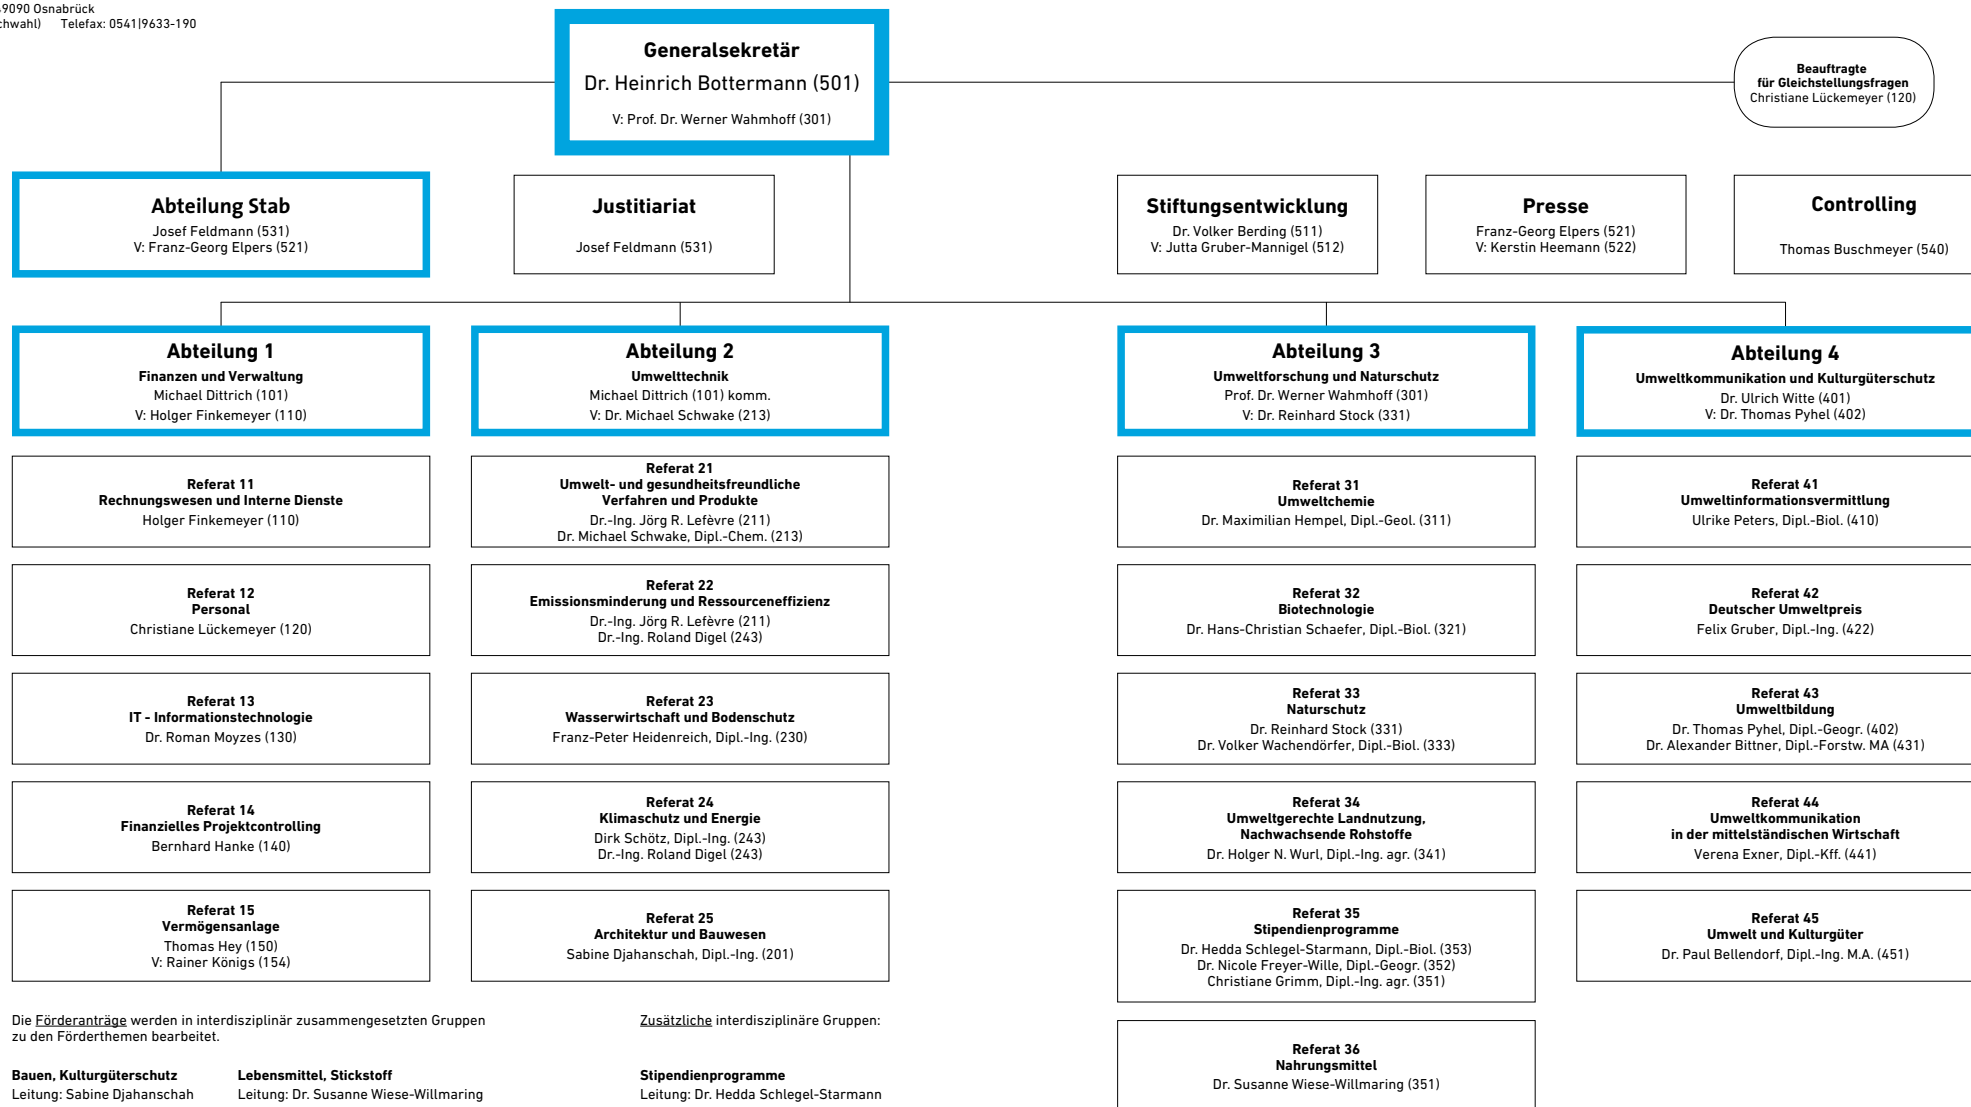 49090 Osnabrück
Telefax: 0541|9633-190
Generalsekretär
Dr. Heinrich Bottermann (501)
V: Prof. Dr. Werner Wahmhoff (301)
Beauftragte
für Gleichstellungsfragen
Christiane Lückemeyer (120)
Abteilung Stab
Josef Feldmann (531)
V: Franz-Georg Elpers (521)
Justitiariat
Josef Feldmann (531)
Stiftungsentwicklung
Dr. Volker Berding (511)
V: Jutta Gruber-Mannigel (512)
Presse
Franz-Georg Elpers (521)
V: Kerstin Heemann (522)
Controlling
Thomas Buschmeyer (540)
Abteilung 1
Finanzen und Verwaltung
Michael Dittrich (101)
V: Holger Finkemeyer (110)
Abteilung 2
Umwelttechnik
Michael Dittrich (101) komm.
V: Dr. Michael Schwake (213)
Abteilung 3
Umweltforschung und Naturschutz
Prof. Dr. Werner Wahmhoff (301)
V: Dr. Reinhard Stock (331)
Abteilung 4
Umweltkommunikation und Kulturgüterschutz
Dr. Ulrich Witte (401)
V: Dr. Thomas Pyhel (402)
Referat 11
Rechnungswesen und Interne Dienste
Holger Finkemeyer (110)
Referat 21
Umwelt- und gesundheitsfreundliche
Verfahren und Produkte
Dr.-Ing. Jörg R. Lefèvre (211)
Dr. Michael Schwake, Dipl.-Chem. (213)
Referat 31
Umweltchemie
Dr. Maximilian Hempel, Dipl.-Geol. (311)
Referat 41
Umweltinformationsvermittlung
Ulrike Peters, Dipl.-Biol. (410)
Referat 12
Personal
Christiane Lückemeyer (120)
Referat 22
Emissionsminderung und Ressourceneffizienz
Dr.-Ing. Jörg R. Lefèvre (211)
Dr.-Ing. Roland Digel (243)
Referat 32
Biotechnologie
Dr. Hans-Christian Schaefer, Dipl.-Biol. (321)
Referat 42
Deutscher Umweltpreis
Felix Gruber, Dipl.-Ing. (422)
Referat 13
IT - Informationstechnologie
Dr. Roman Moyzes (130)
Referat 23
Wasserwirtschaft und Bodenschutz
Franz-Peter Heidenreich, Dipl.-Ing. (230)
Referat 33
Naturschutz
Dr. Reinhard Stock (331)
Dr. Volker Wachendörfer, Dipl.-Biol. (333)
Referat 43
Umweltbildung
Dr. Thomas Pyhel, Dipl.-Geogr. (402)
Dr. Alexander Bittner, Dipl.-Forstw. MA (431)
Referat 14
Finanzielles Projektcontrolling
Bernhard Hanke (140)
Referat 24
Klimaschutz und Energie
Dirk Schötz, Dipl.-Ing. (243)
Dr.-Ing. Roland Digel (243)
Referat 34
Umweltgerechte Landnutzung,
Nachwachsende Rohstoffe
Dr. Holger N. Wurl, Dipl.-Ing. agr. (341)
Referat 44
Umweltkommunikation
in der mittelständischen Wirtschaft
Verena Exner, Dipl.-Kff. (441)
Referat 15
Vermögensanlage
Thomas Hey (150)
V: Rainer Königs (154)
Referat 25
Architektur und Bauwesen
Sabine Djahanschah, Dipl.-Ing. (201)
Referat 35
Stipendienprogramme
Dr. Hedda Schlegel-Starmann, Dipl.-Biol. (353)
Dr. Nicole Freyer-Wille, Dipl.-Geogr. (352)
Christiane Grimm, Dipl.-Ing. agr. (351)
Referat 45
Umwelt und Kulturgüter
Dr. Paul Bellendorf, Dipl.-Ing. M.A. (451)
Referat 36
Nahrungsmittel
Dr. Susanne Wiese-Willmaring (351)
Die Förderanträge werden in interdisziplinär zusammengesetzten Gruppen
zu den Förderthemen bearbeitet.
Zusätzliche interdisziplinäre Gruppen:
Bauen, Kulturgüterschutz
Leitung: Sabine Djahanschah
Lebensmittel, Stickstoff
Leitung: Dr. Susanne Wiese-Willmaring
Stipendienprogramme
Leitung: Dr. Hedda Schlegel-Starmann